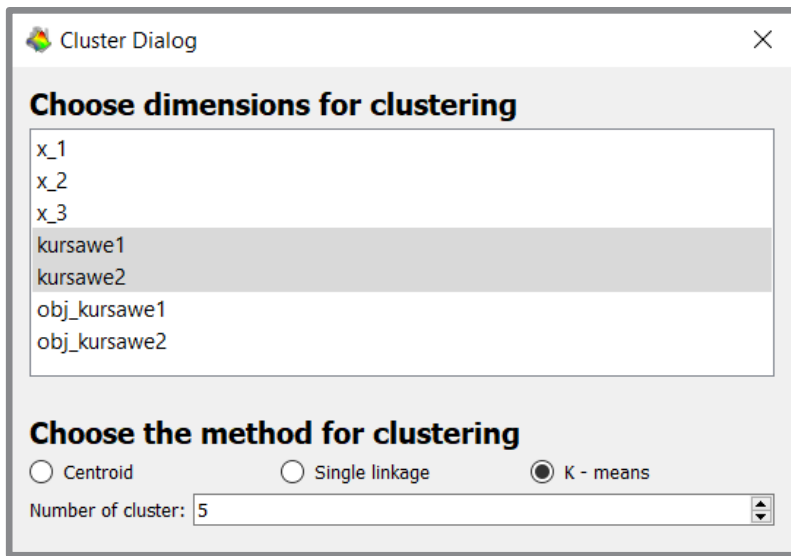 Cluster Dialog
Choose dimensions for clustering
x_1
x_2
x_3
kursawe1
kursawe2
obj_kursawe1
obj_kursawe2
Choose the method for clustering
Centroid Single linkage K - means
Number of cluster: 5